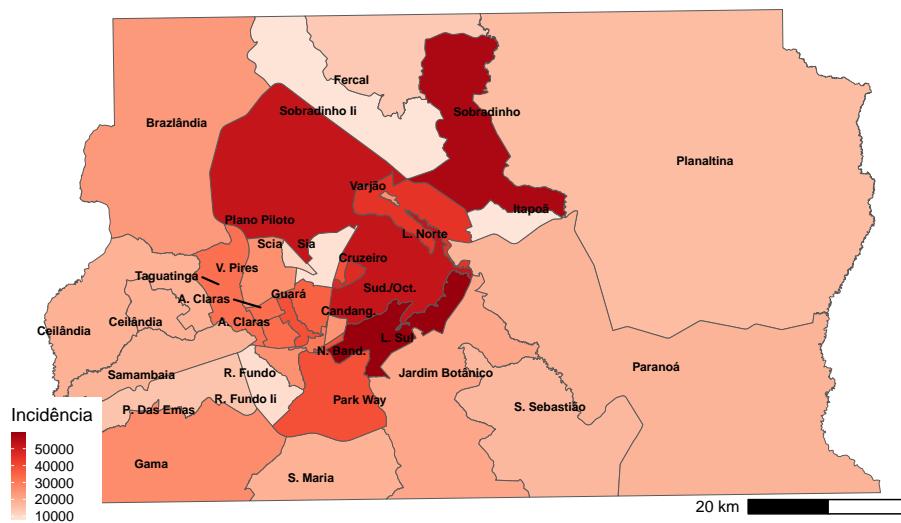 Fercal
Sobradinho Ii
Sobradinho
Brazlândia
Planaltina
Varjão
Itapoã
Plano Piloto
L. Norte
Scia
Sia
Cruzeiro
V. Pires
Taguatinga
Guará
Sud./Oct.
A. Claras
Candang.
Ceilândia
Ceilândia
A. Claras
L. Sul
N. Band.
Samambaia
R. Fundo
Jardim Botânico
Paranoá
R. Fundo Ii
Park Way
P. Das Emas
S. Sebastião
Gama
S. Maria
Incidência
50000
40000
30000
20000
10000
20 km